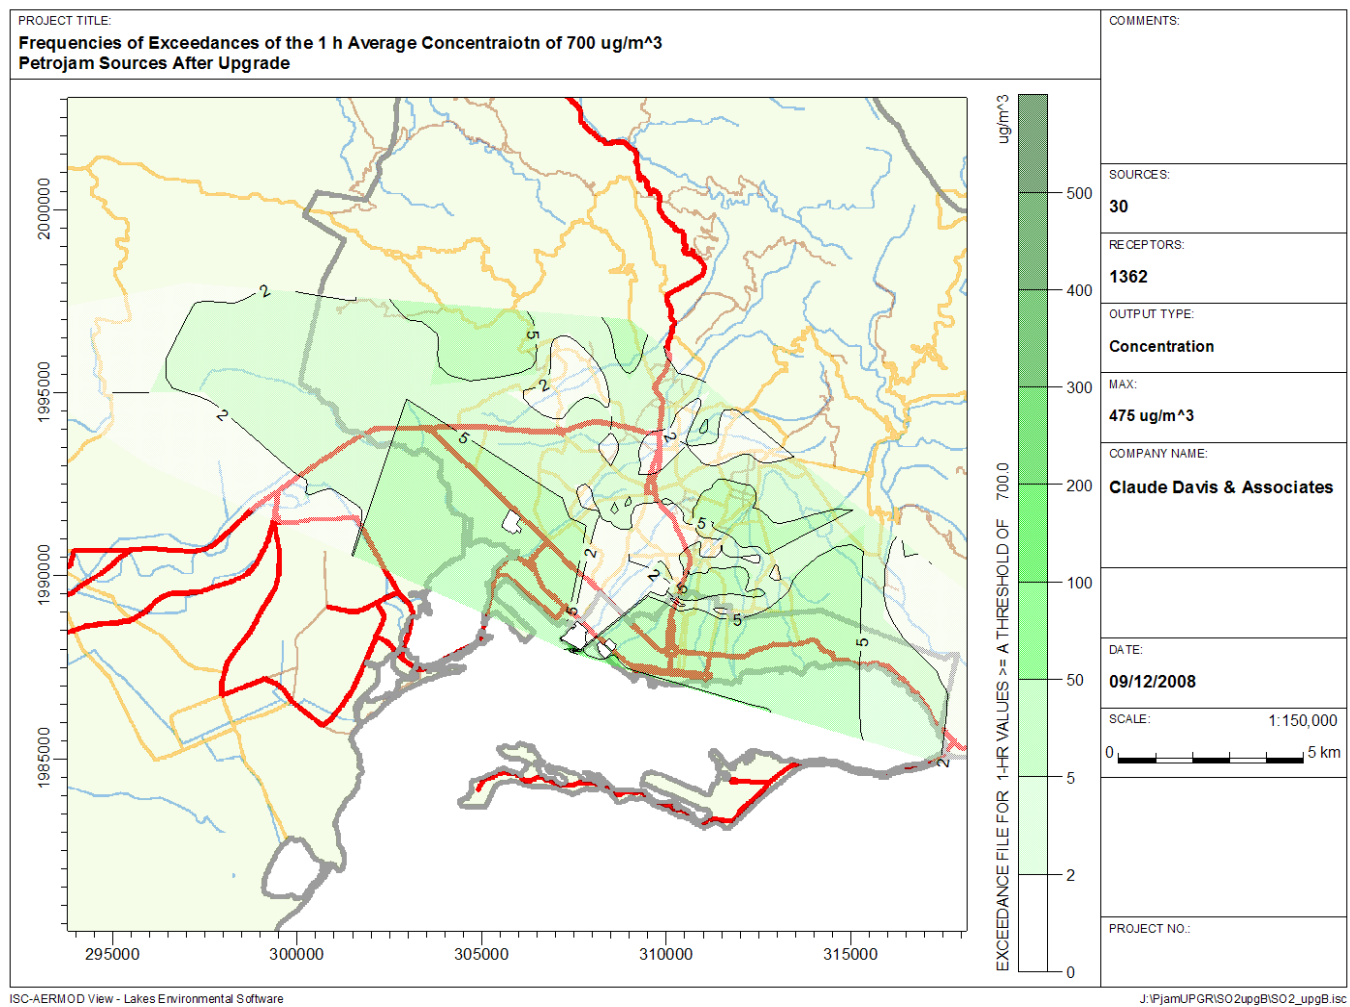 PROJECT TITLE:
Frequencies of Exceedances of the 1 h Average Concentraiotn of 700 ug/m^3
Petrojam Sources After Upgrade
COMMENTS:
SOURCES:
30
RECEPTORS:
1362
OUTPUT TYPE:
Concentration
MAX:
475 ug/m^3
COMPANY NAME:
Claude Davis & Associates
DATE:
09/12/2008
SCALE:
1:150,000
0
5 km
PROJECT NO.:
ug/m^3
500
400
300
200
100
50
5
2
0
EXCEEDANCE FILE FOR 1-HR VALUES >= A THRESHOLD OF 700.0
2000000
1995000
1990000
1985000
295000
300000
305000
310000
315000
2
5
2
2
5
2
5
2
2
5
5
5
5
2
ISC-AERMOD View - Lakes Environmental Software
J:\PjamUPGR\SO2upgB\SO2_upgB.isc